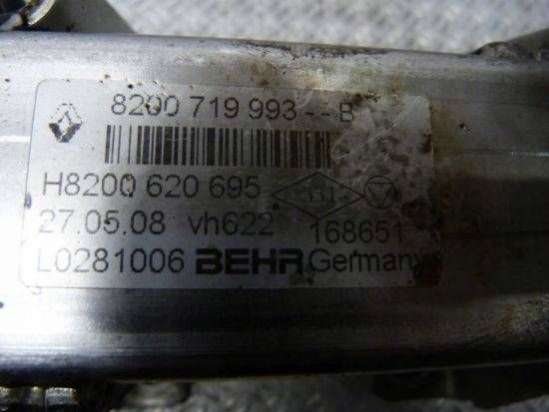 8200 719 993 -- B
H8200 620 695
27.05.08 vh622 168651
L0281006 BEHR Germany